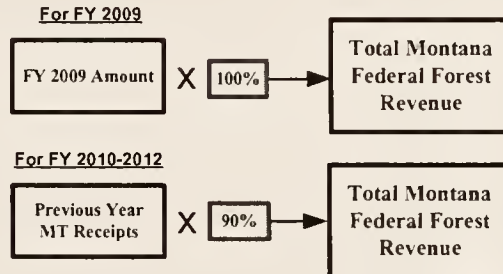 For FY 2009
FY 2009 Amount X 100%
Total Montana
Federal Forest
Revenue
For FY 2010-2012
Previous Year
MT Receipts
X 90%
Total Montana
Federal Forest
Revenue